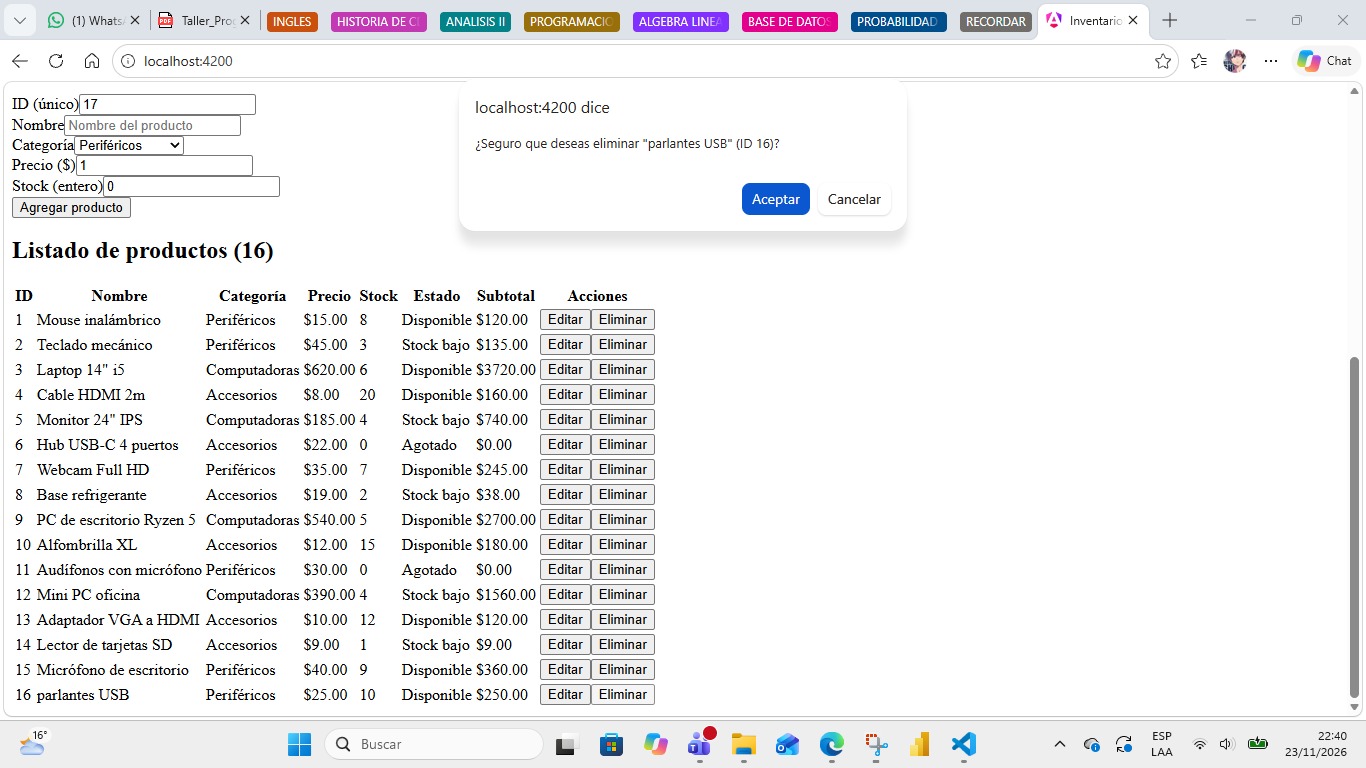 (1) Whats
Taller_Pro
INGLES
HISTORIA DE C
ANALISIS II
PROGRAMACIO
ALGEBRA LINEA
BASE DE DATOS
PROBABILIDAD
RECORDAR
Inventario
localhost:4200
Chat
ID (único) 17
Nombre Nombre del producto
Categoría Periféricos
Precio ($) 1
Stock (entero) 0
Agregar producto
localhost:4200 dice
¿Seguro que deseas eliminar "parlantes USB" (ID 16)?
Aceptar Cancelar
Listado de productos (16)
ID Nombre Categoría Precio Stock Estado Subtotal Acciones
1 Mouse inalámbrico Periféricos $15.00 8 Disponible $120.00 Editar Eliminar
2 Teclado mecánico Periféricos $45.00 3 Stock bajo $135.00 Editar Eliminar
3 Laptop 14" i5 Computadoras $620.00 6 Disponible $3720.00 Editar Eliminar
4 Cable HDMI 2m Accesorios $8.00 20 Disponible $160.00 Editar Eliminar
5 Monitor 24" IPS Computadoras $185.00 4 Stock bajo $740.00 Editar Eliminar
6 Hub USB-C 4 puertos Accesorios $22.00 0 Agotado $0.00 Editar Eliminar
7 Webcam Full HD Periféricos $35.00 7 Disponible $245.00 Editar Eliminar
8 Base refrigerante Accesorios $19.00 2 Stock bajo $38.00 Editar Eliminar
9 PC de escritorio Ryzen 5 Computadoras $540.00 5 Disponible $2700.00 Editar Eliminar
10 Alfombrilla XL Accesorios $12.00 15 Disponible $180.00 Editar Eliminar
11 Audífonos con micrófono Periféricos $30.00 0 Agotado $0.00 Editar Eliminar
12 Mini PC oficina Computadoras $390.00 4 Stock bajo $1560.00 Editar Eliminar
13 Adaptador VGA a HDMI Accesorios $10.00 12 Disponible $120.00 Editar Eliminar
14 Lector de tarjetas SD Accesorios $9.00 1 Stock bajo $9.00 Editar Eliminar
15 Micrófono de escritorio Periféricos $40.00 9 Disponible $360.00 Editar Eliminar
16 parlantes USB Periféricos $25.00 10 Disponible $250.00 Editar Eliminar
16°
Buscar
ESP
LAA
22:40
23/11/2026